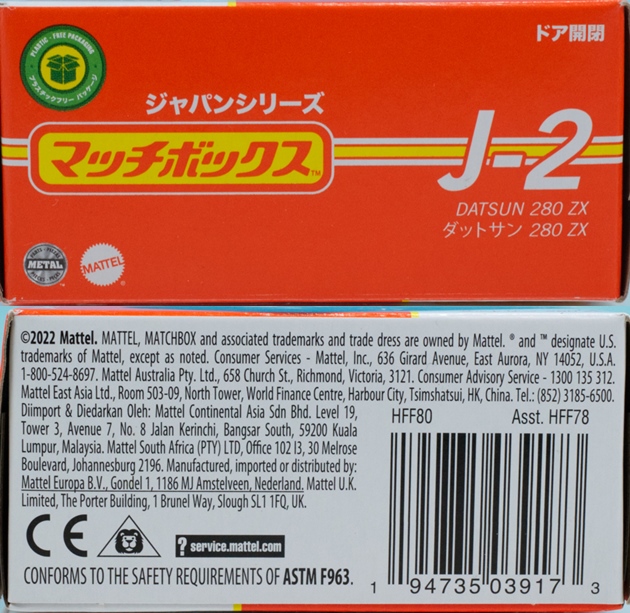 PLASTIC - FREE PACKAGING
プラスチックフリー パッケージ
ドア開閉
ジャパンシリーズ
マッチボックス™
J-2
DATSUN 280 ZX
ダットサン 280 ZX
METAL™
MATTEL®
©2022 Mattel. MATTEL, MATCHBOX and associated trademarks and trade dress are owned by Mattel. ® and ™ designate U.S.
trademarks of Mattel, except as noted. Consumer Services - Mattel, Inc., 636 Girard Avenue, East Aurora, NY 14052, U.S.A.
1-800-524-8697. Mattel Australia Pty. Ltd., 658 Church St., Richmond, Victoria, 3121. Consumer Advisory Service - 1300 135 312.
Mattel East Asia Ltd., Room 503-09, North Tower, World Finance Centre, Harbour City, Tsimshatsui, HK, China. Tel.: (852) 3185-6500.
Diimport & Diedarkan Oleh: Mattel Continental Asia Sdn Bhd. Level 19,
Tower 3, Avenue 7, No. 8 Jalan Kerinchi, Bangsar South, 59200 Kuala
Lumpur, Malaysia. Mattel South Africa (PTY) LTD, Office 102 I3, 30 Melrose
Boulevard, Johannesburg 2196. Manufactured, imported or distributed by:
Mattel Europa B.V., Gondel 1, 1186 MJ Amstelveen, Nederland. Mattel U.K.
Limited, The Porter Building, 1 Brunel Way, Slough SL1 1FQ, UK.
HFF80 Asst. HFF78
CE
? service.mattel.com
CONFORMS TO THE SAFETY REQUIREMENTS OF ASTM F963.
1 94735 03917 3